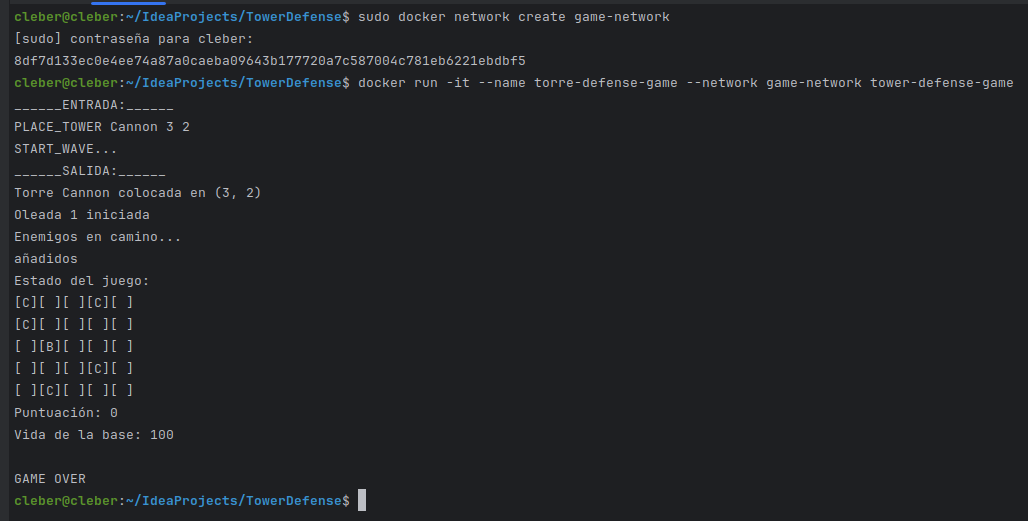 cleber@cleber:~/IdeaProjects/TowerDefense$ sudo docker network create game-network
[sudo] contraseña para cleber:
8df7d133ec0e4ee74a87a0caeba09643b177720a7c587004c781eb6221ebdbf5
cleber@cleber:~/IdeaProjects/TowerDefense$ docker run -it --name torre-defense-game --network game-network tower-defense-game
______ENTRADA:______
PLACE_TOWER Cannon 3 2
START_WAVE...
______SALIDA:______
Torre Cannon colocada en (3, 2)
Oleada 1 iniciada
Enemigos en camino...
añadidos
Estado del juego:
[C][ ][ ][C][ ]
[C][ ][ ][ ][ ]
[ ][B][ ][ ][ ]
[ ][ ][ ][C][ ]
[ ][C][ ][ ][ ]
Puntuación: 0
Vida de la base: 100
GAME OVER
cleber@cleber:~/IdeaProjects/TowerDefense$